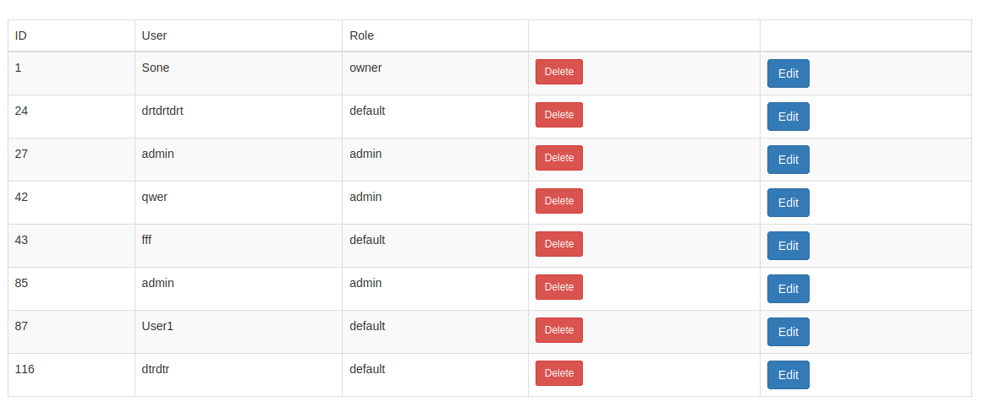 ID User Role
1 Sone owner Delete Edit
24 drtdrtdrt default Delete Edit
27 admin admin Delete Edit
42 qwer admin Delete Edit
43 fff default Delete Edit
85 admin admin Delete Edit
87 User1 default Delete Edit
116 dtrdtr default Delete Edit